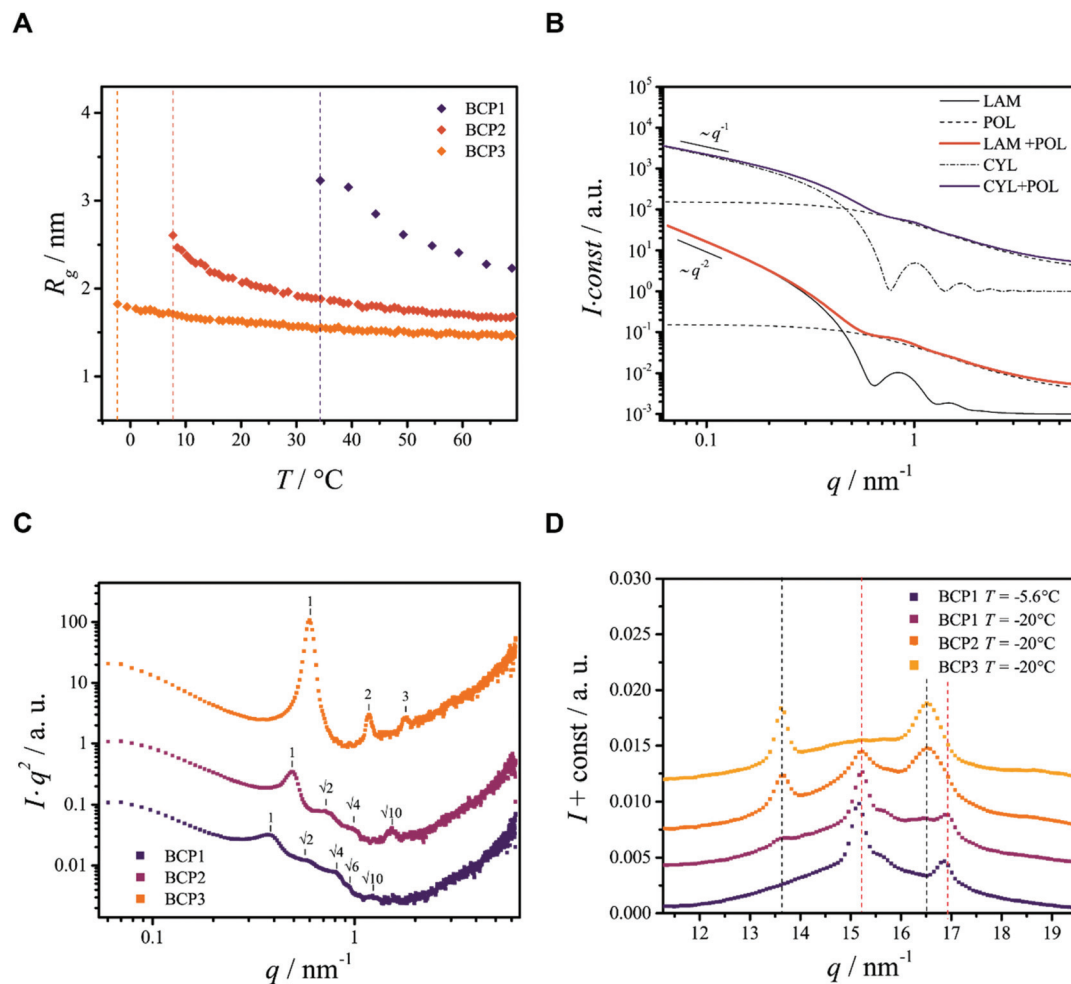 A
4
3
2
1
R_g / nm
BCP1
BCP2
BCP3
0 10 20 30 40 50 60
T / °C
B
10^5
10^4
10^3
10^2
10^1
10^0
10^-1
10^-2
10^-3
I·const / a.u.
~q^-1
~q^-2
LAM
POL
LAM +POL
CYL
CYL+POL
0.1 1
q / nm^-1
C
100
10
1
0.1
0.01
I· q^2 / a. u.
1
2
3
1
√2
√4
√10
1
√2
√4
√6
√10
BCP1
BCP2
BCP3
0.1 1
q / nm^-1
D
0.030
0.025
0.020
0.015
0.010
0.005
0.000
I + const / a. u.
BCP1 T = -5.6°C
BCP1 T = -20°C
BCP2 T = -20°C
BCP3 T = -20°C
12 13 14 15 16 17 18 19
q / nm^-1